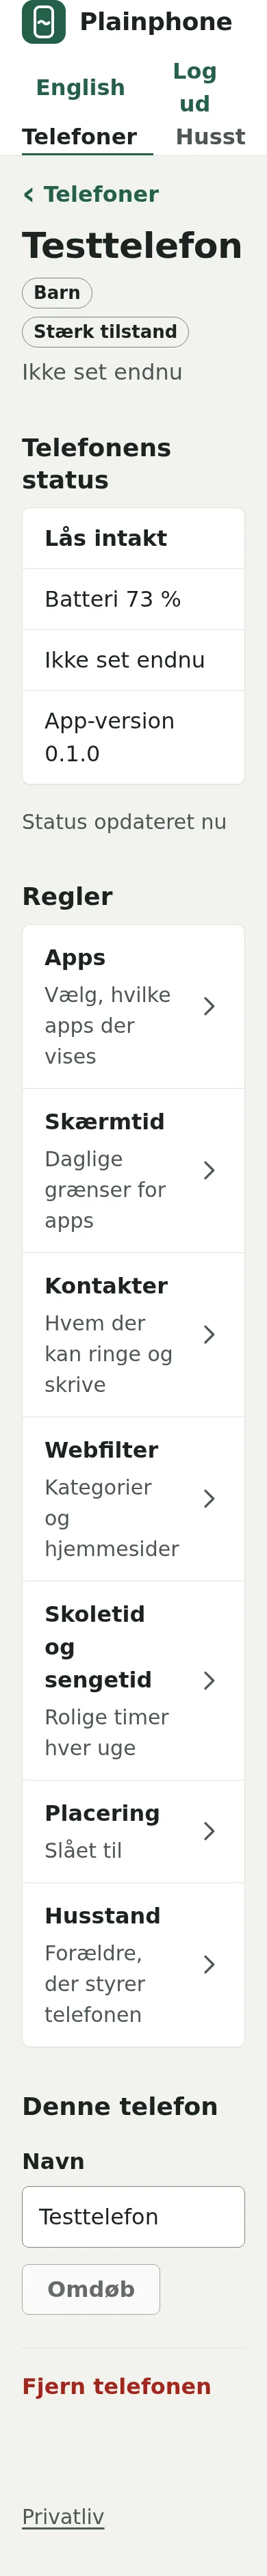 Plainphone
English
Log
ud
Telefoner
Husst
Telefoner
Testtelefon
Barn
Stærk tilstand
Ikke set endnu
Telefonens
status
Lås intakt
Batteri 73 %
Ikke set endnu
App-version
0.1.0
Status opdateret nu
Regler
Apps
Vælg, hvilke
apps der
vises
Skærmtid
Daglige
grænser for
apps
Kontakter
Hvem der
kan ringe og
skrive
Webfilter
Kategorier
og
hjemmesider
Skoletid
og
sengetid
Rolige timer
hver uge
Placering
Slået til
Husstand
Forældre,
der styrer
telefonen
Denne telefon
Navn
Testtelefon
Omdøb
Fjern telefonen
Privatliv